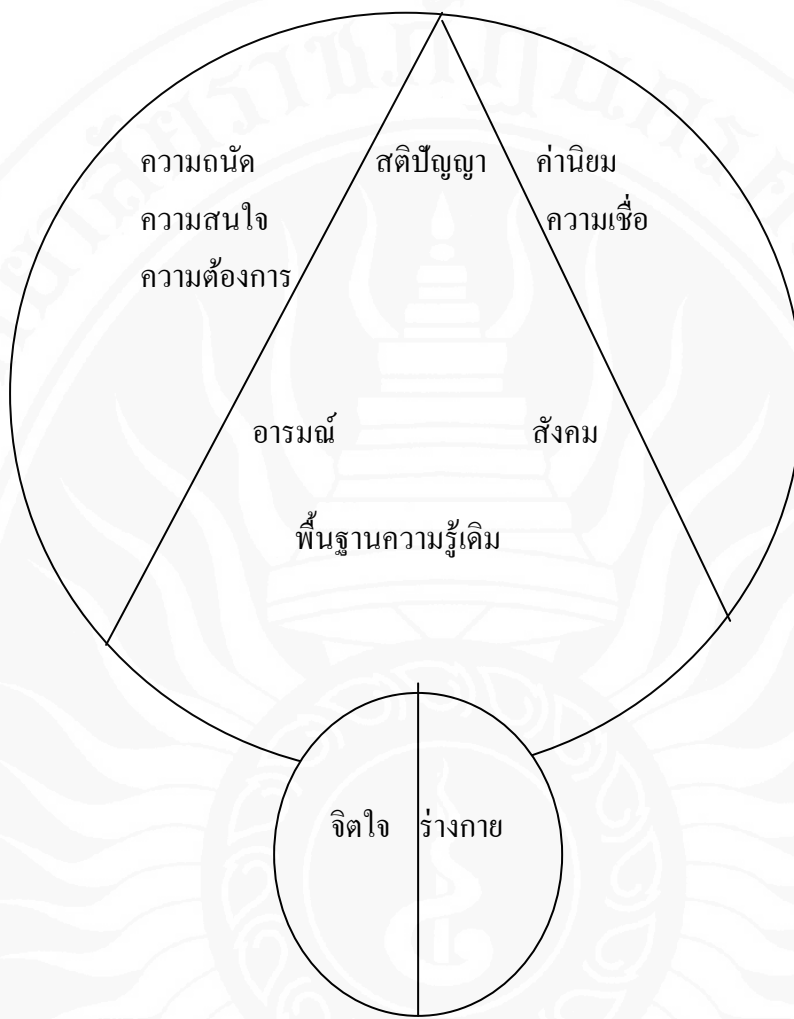 ความถนัด สติปัญญา ค่านิยม
ความสนใจ ความเชื่อ
ความต้องการ
อารมณ์ สังคม
พื้นฐานความรู้เดิม
จิตใจ ร่างกาย